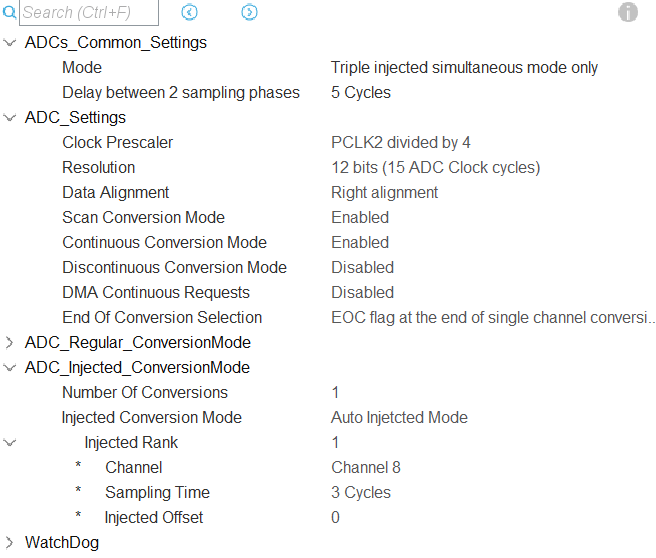 Search (Ctrl+F)
ADCs_Common_Settings
Mode Triple injected simultaneous mode only
Delay between 2 sampling phases 5 Cycles
ADC_Settings
Clock Prescaler PCLK2 divided by 4
Resolution 12 bits (15 ADC Clock cycles)
Data Alignment Right alignment
Scan Conversion Mode Enabled
Continuous Conversion Mode Enabled
Discontinuous Conversion Mode Disabled
DMA Continuous Requests Disabled
End Of Conversion Selection EOC flag at the end of single channel conversi..
ADC_Regular_ConversionMode
ADC_Injected_ConversionMode
Number Of Conversions 1
Injected Conversion Mode Auto Injetcted Mode
Injected Rank 1
* Channel Channel 8
* Sampling Time 3 Cycles
* Injected Offset 0
WatchDog